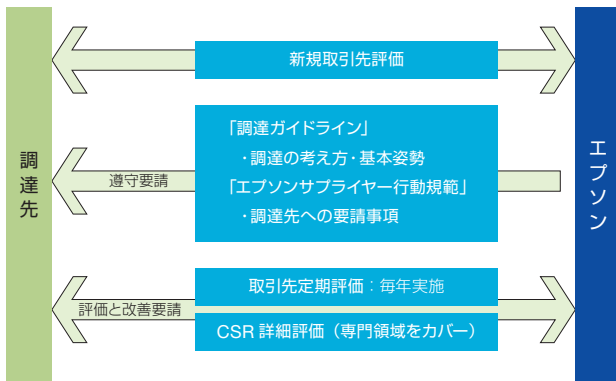 新規取引先評価
「調達ガイドライン」
・調達の考え方・基本姿勢
「エプソンサプライヤー行動規範」
・調達先への要請事項
遵守要請
調達先
エプソン
取引先定期評価：毎年実施
評価と改善要請
CSR 詳細評価（専門領域をカバー）